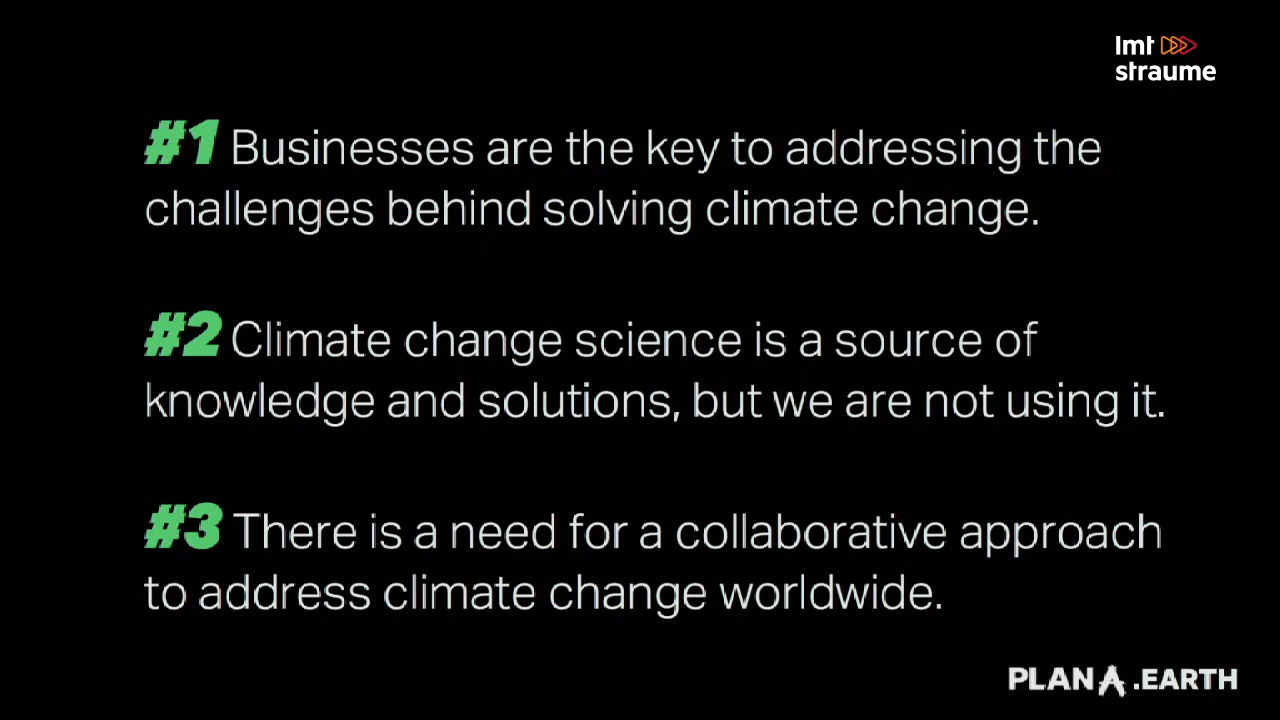 lmt
straume
#1 Businesses are the key to addressing the
challenges behind solving climate change.
#2 Climate change science is a source of
knowledge and solutions, but we are not using it.
#3 There is a need for a collaborative approach
to address climate change worldwide.
PLAN A.EARTH